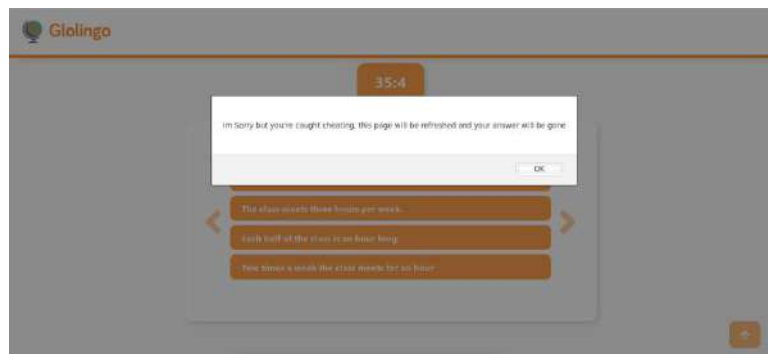 Glolingo
35:4
Im Sorry but you're caught cheating, this page will be refreshed and your answer will be gone
OK
The class meets three hours per week.
Each half of the class is an hour long
Two times a week the class meets for an hour